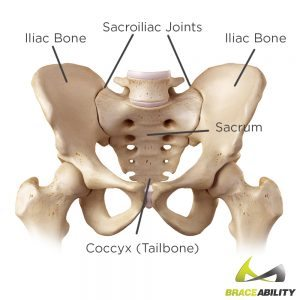 Sacroiliac Joints
Iliac Bone
Iliac Bone
Sacrum
Coccyx (Tailbone)
BRACEABILITY